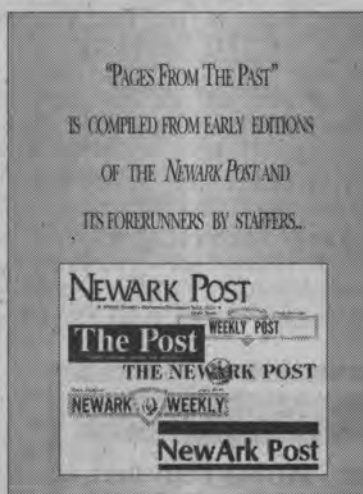 "PAGES FROM THE PAST"
IS COMPILED FROM EARLY EDITIONS
OF THE NEWARK POST AND
ITS FORERUNNERS BY STAFFERS..
NEWARK POST
WEEKLY POST
The Post
THE NEWARK POST
NEWARK WEEKLY
NewArk Post